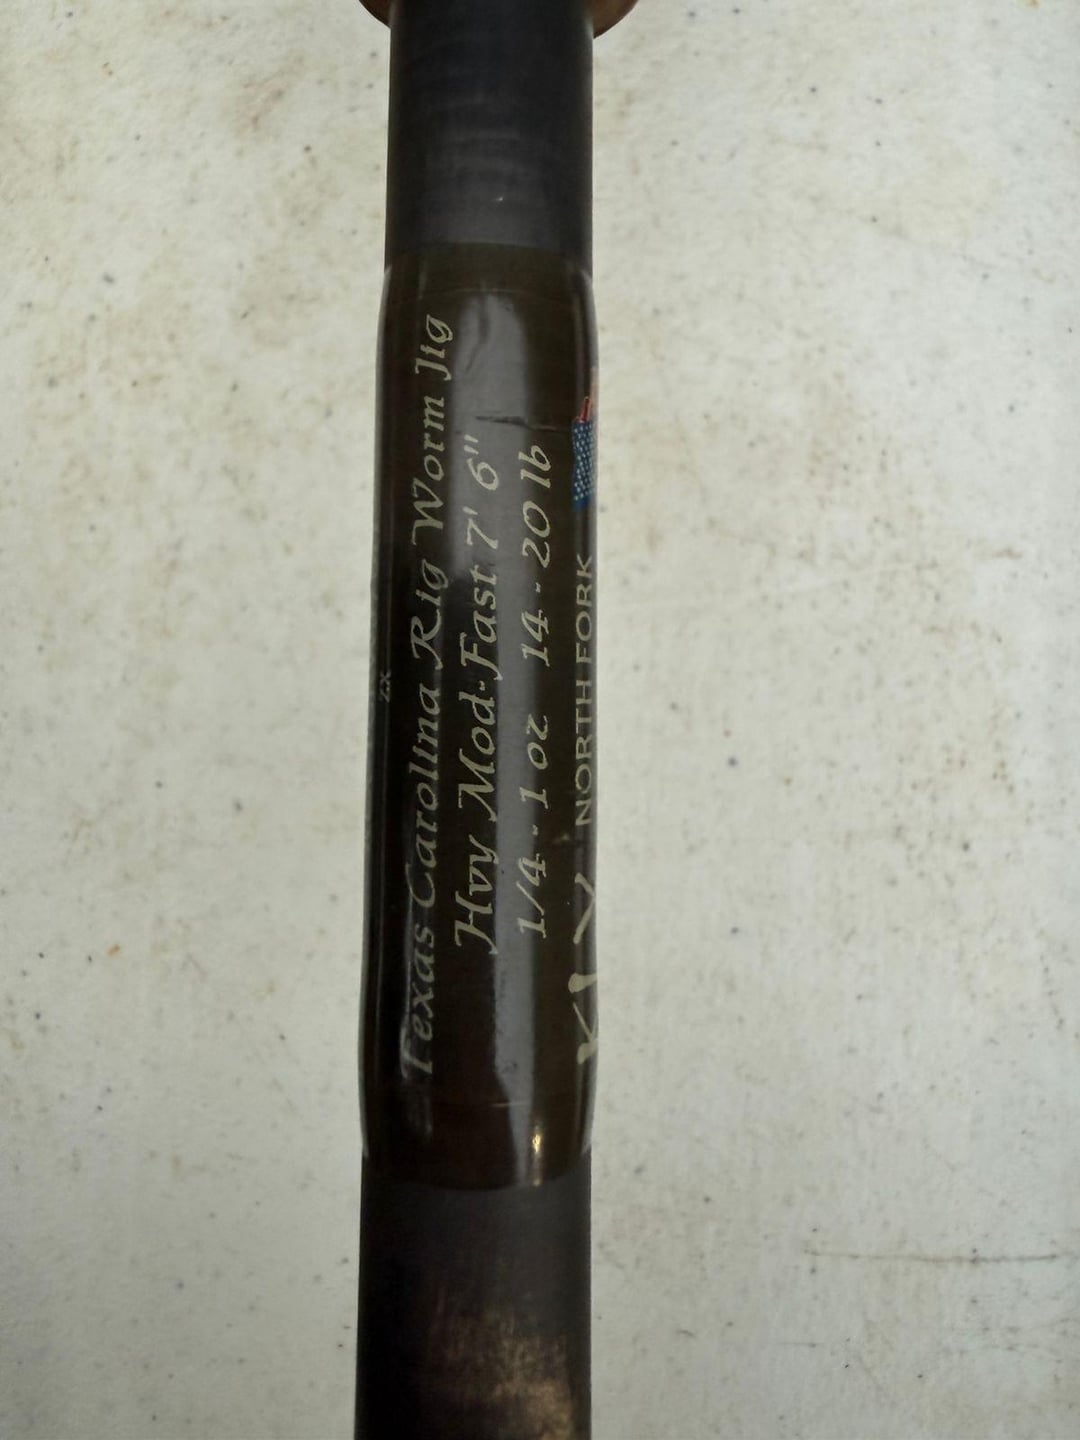 Texas Carolina Rig Worm Jig
Hvy Mod-Fast 7' 6"
1/4 - 1 oz 14 - 20 lb
NORTH FORK
ZX